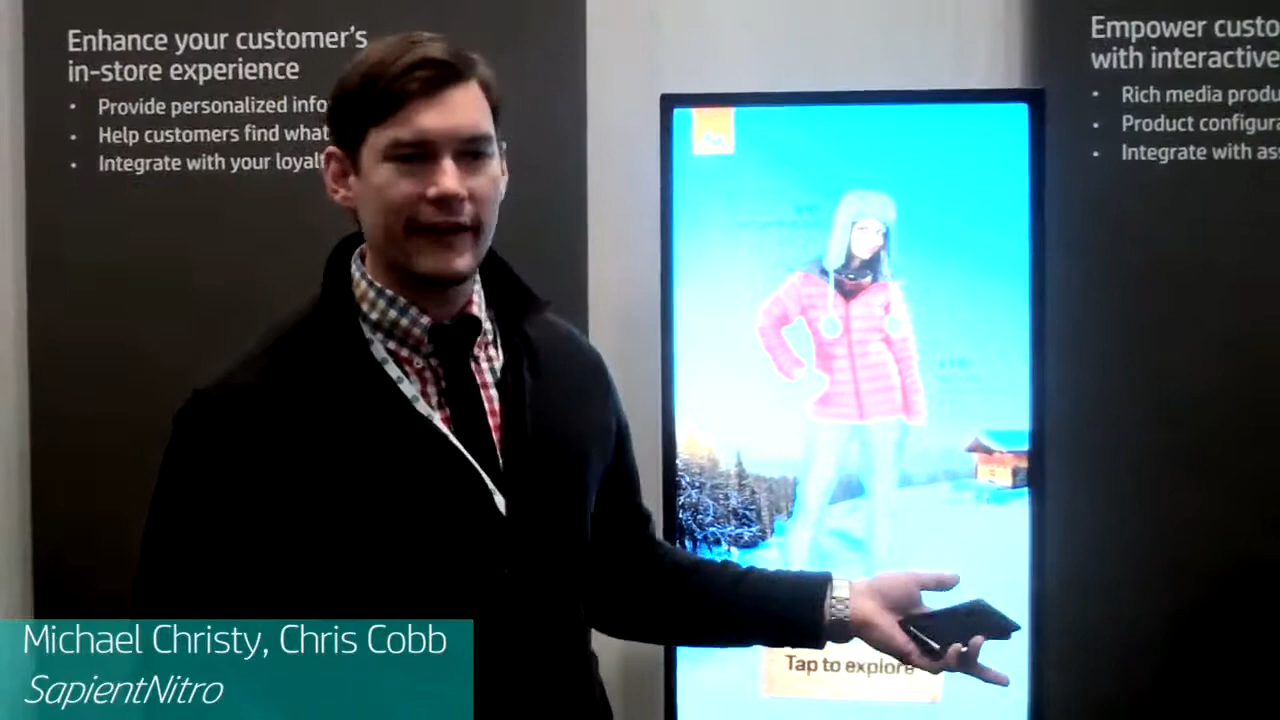 Enhance your customer's
in-store experience
• Provide personalized info
• Help customers find what
• Integrate with your loyal
Empower custo
with interactive
• Rich media produ
• Product configura
• Integrate with as
Tap to explore
Michael Christy, Chris Cobb
SapientNitro